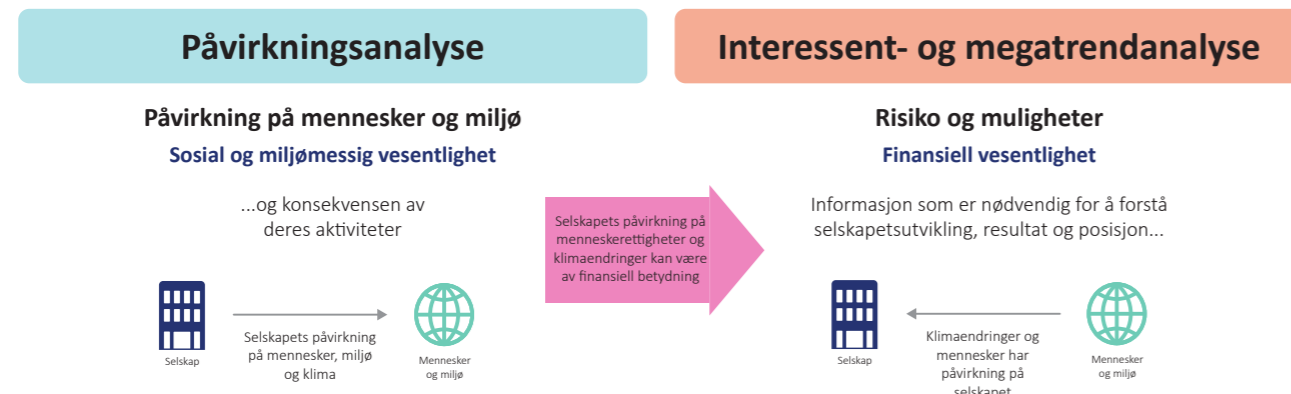 Påvirkningsanalyse
Påvirkning på mennesker og miljø
Sosial og miljømessig vesentlighet
...og konsekvensen av
deres aktiviteter
Selskap
Selskapets påvirkning
på mennesker, miljø
og klima
Mennesker
og miljø
Selskapets påvirkning på
menneskerettigheter og
klimaendringer kan være
av finansiell betydning
Interessent- og megatrendanalyse
Risiko og muligheter
Finansiell vesentlighet
Informasjon som er nødvendig for å forstå
selskapetsutvikling, resultat og posisjon...
Selskap
Klimaendringer og
mennesker har
påvirkning på
selskapet
Mennesker
og miljø